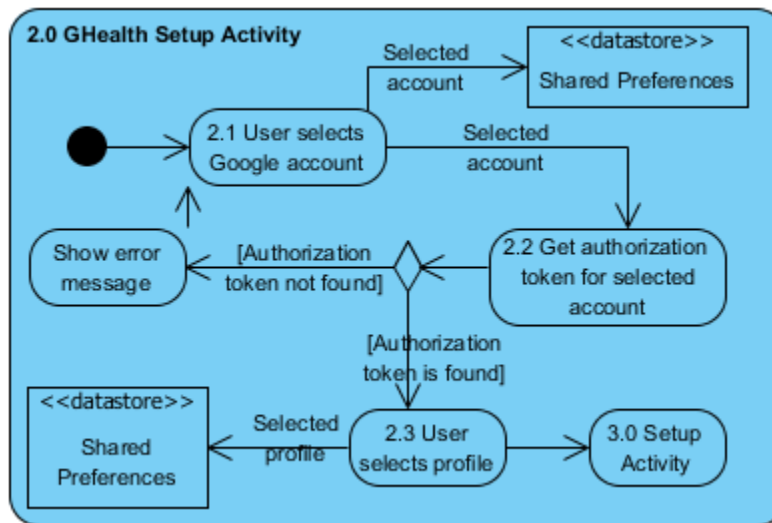 2.0 GHealth Setup Activity
Selected
account
<<datastore>>
Shared Preferences
2.1 User selects
Google account
Selected
account
Show error
message
[Authorization
token not found]
2.2 Get authorization
token for selected
account
[Authorization
token is found]
<<datastore>>
Shared
Preferences
Selected
profile
2.3 User
selects profile
3.0 Setup
Activity